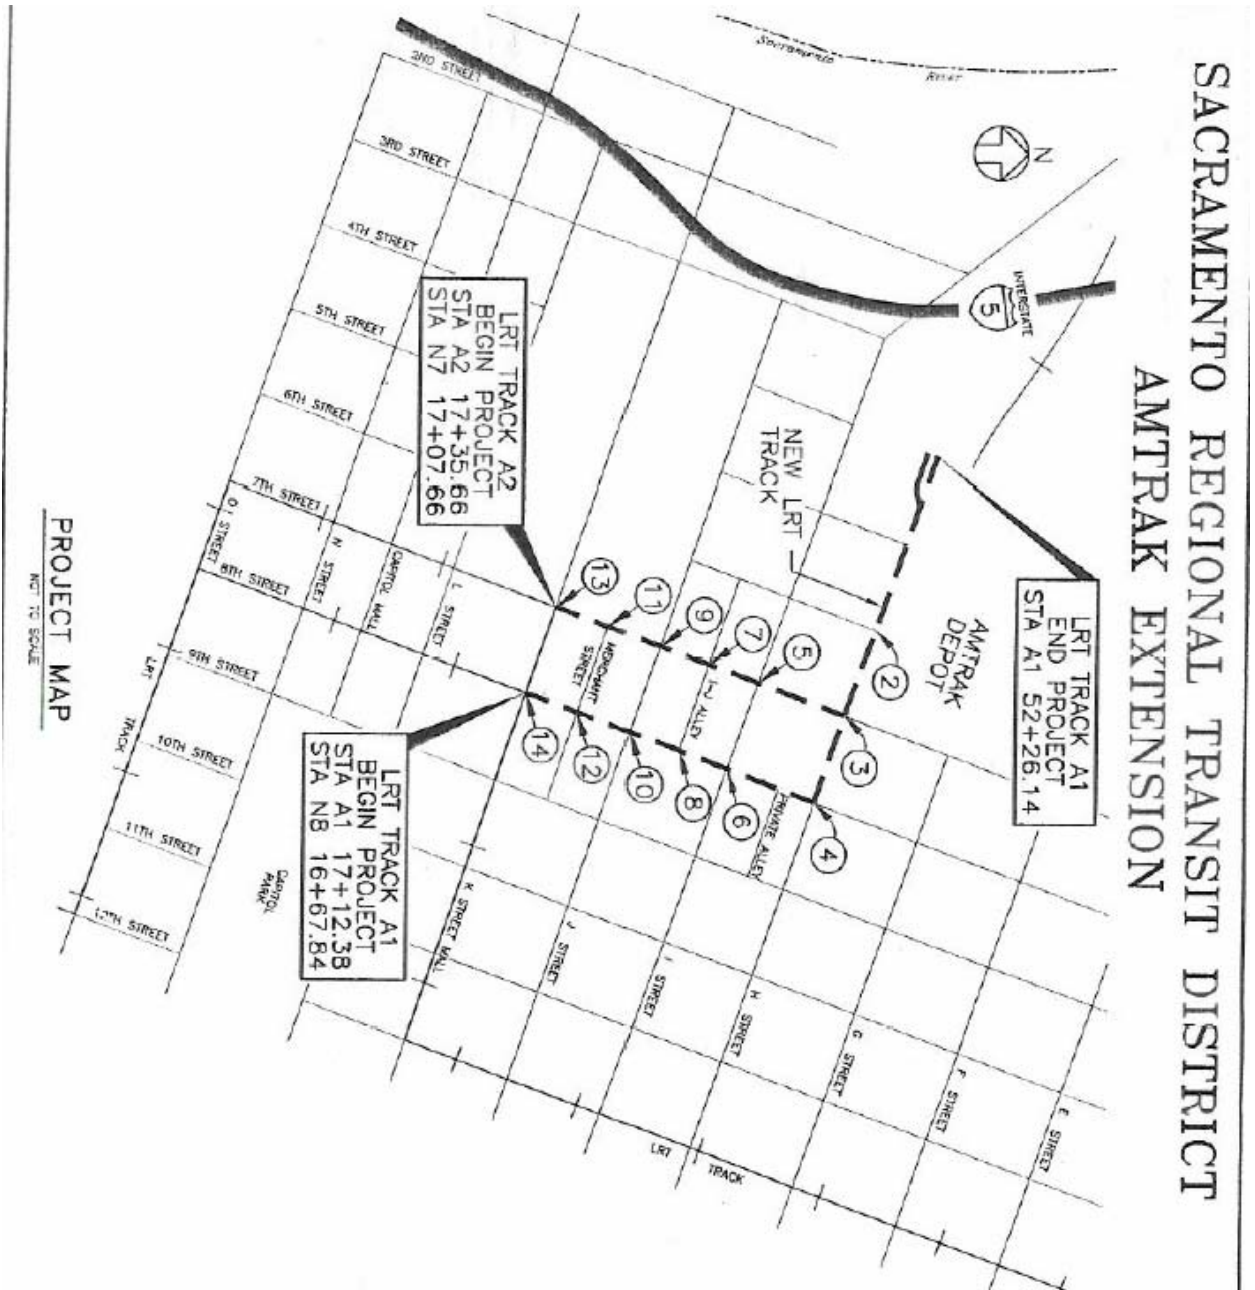 SACRAMENTO REGIONAL TRANSIT DISTRICT
AMTRAK EXTENSION
Sacramento River
N
INTERSTATE
5
LRT TRACK A1
END PROJECT
STA A1 52+26.14
AMTRAK
DEPOT
NEW LRT
TRACK
2
3
4
5
6
7
8
9
10
11
12
13
14
I-J ALLEY
PRIVATE ALLEY
MERCHANT
STREET
LRT TRACK A2
BEGIN PROJECT
STA A2 17+35.66
STA N7 17+07.66
LRT TRACK A1
BEGIN PROJECT
STA A1 17+12.38
STA N8 16+67.84
2ND STREET
3RD STREET
4TH STREET
5TH STREET
6TH STREET
7TH STREET
8TH STREET
9TH STREET
10TH STREET
11TH STREET
12TH STREET
E STREET
F STREET
G STREET
H STREET
I STREET
J STREET
K STREET MALL
L STREET
CAPITOL MALL
N STREET
O STREET
CAPITOL
PARK
LRT TRACK
LRT TRACK
PROJECT MAP
NOT TO SCALE